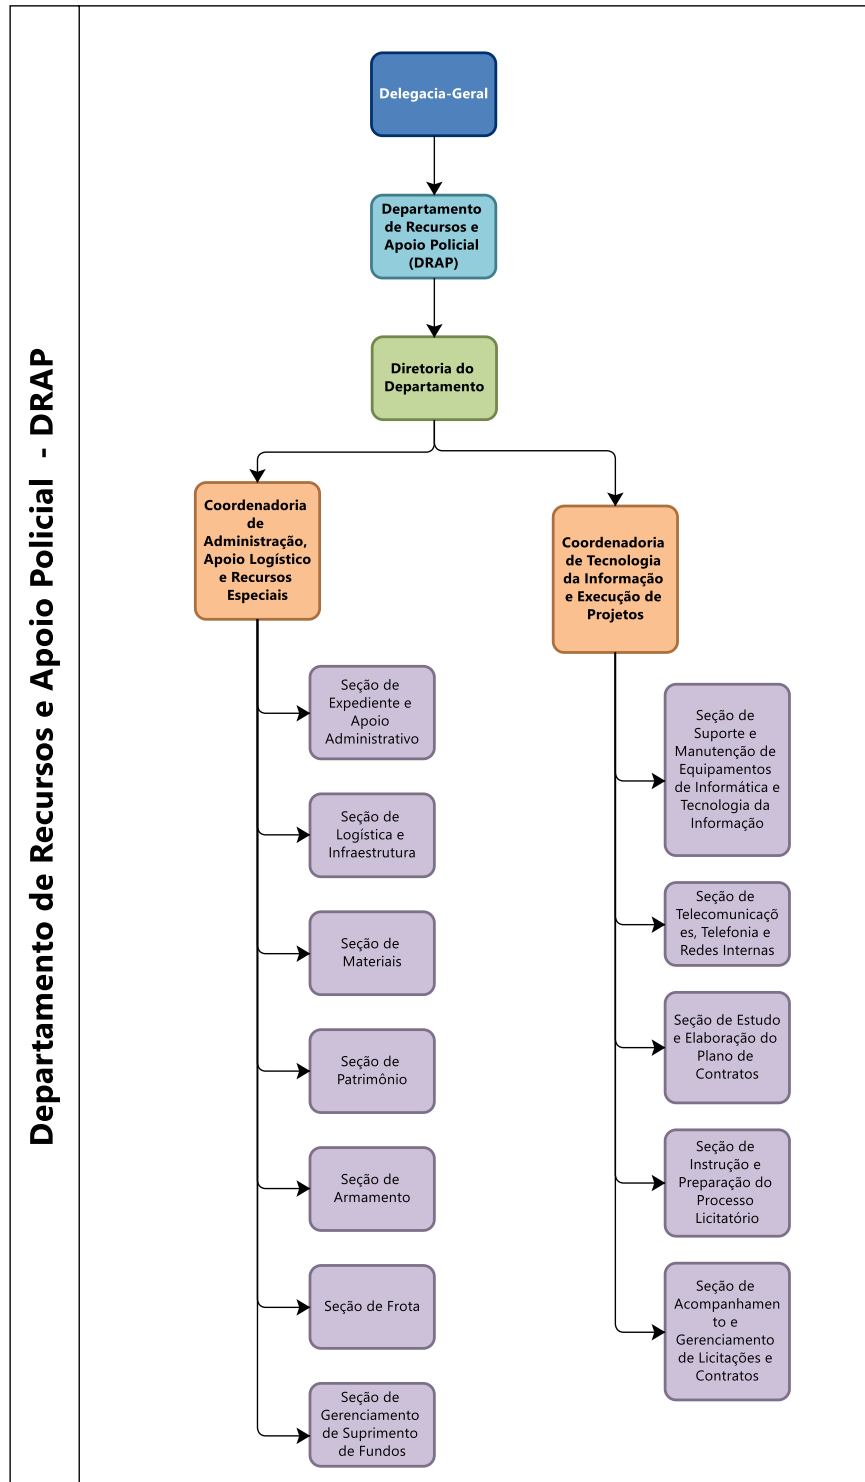 Departamento de Recursos e Apoio Policial - DRAP
Delegacia-Geral
Departamento
de Recursos e
Apoio Policial
(DRAP)
Diretoria do
Departamento
Coordenadoria
de
Administração,
Apoio Logístico
e Recursos
Especiais
Seção de
Expediente e
Apoio
Administrativo
Seção de
Logística e
Infraestrutura
Seção de
Materiais
Seção de
Patrimônio
Seção de
Armamento
Seção de Frota
Seção de
Gerenciamento
de Suprimento
de Fundos
Coordenadoria
de Tecnologia
da Informação
e Execução de
Projetos
Seção de
Suporte e
Manutenção de
Equipamentos
de Informática e
Tecnologia da
Informação
Seção de
Telecomunicaçõ
es, Telefonia e
Redes Internas
Seção de Estudo
e Elaboração do
Plano de
Contratos
Seção de
Instrução e
Preparação do
Processo
Licitatório
Seção de
Acompanhamen
to e
Gerenciamento
de Licitações e
Contratos